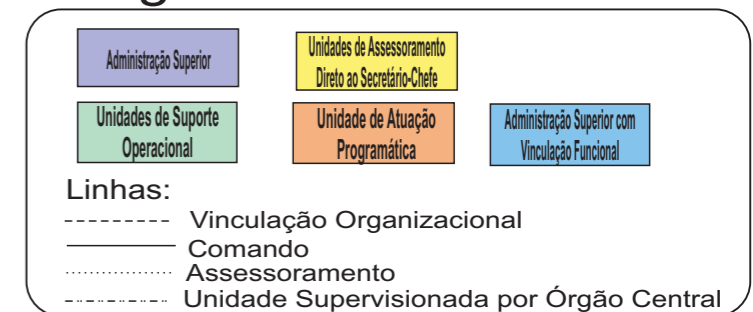 Administração Superior
Unidades de Assessoramento
Direto ao Secretário-Chefe
Unidades de Suporte
Operacional
Unidade de Atuação
Programática
Administração Superior com
Vinculação Funcional
Linhas:
Vinculação Organizacional
Comando
Assessoramento
Unidade Supervisionada por Órgão Central